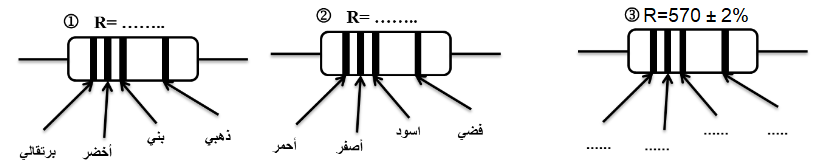 ① R= ........
برتقالي
أخضر
بني
ذهبي
② R= ........
أحمر
أصفر
اسود
فضي
③ R=570 ± 2%
......
......
......
.....